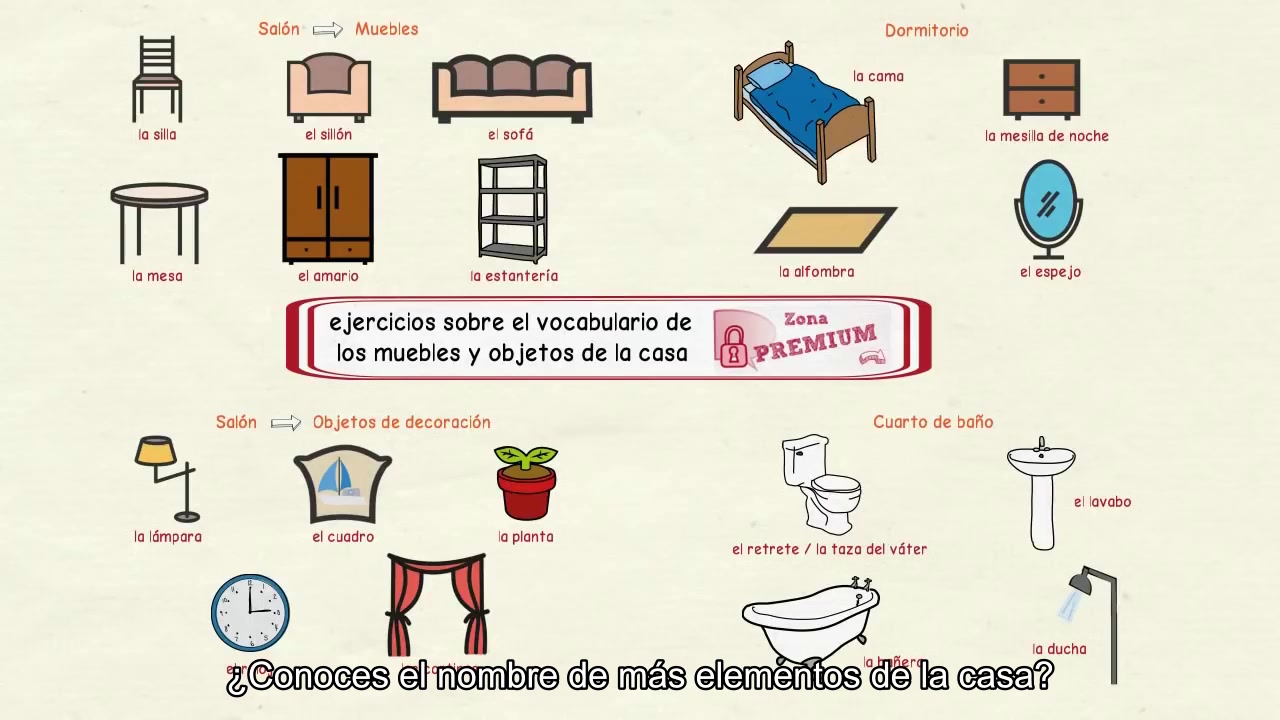 Salón Muebles
Dormitorio
la silla
el sillón
el sofá
la cama
la mesilla de noche
la mesa
el amario
la estantería
la alfombra
el espejo
ejercicios sobre el vocabulario de
los muebles y objetos de la casa
Zona
PREMIUM
Salón Objetos de decoración
Cuarto de baño
la lámpara
el cuadro
la planta
el retrete / la taza del váter
el lavabo
la bañera
la ducha
¿Conoces el nombre de más elementos de la casa?